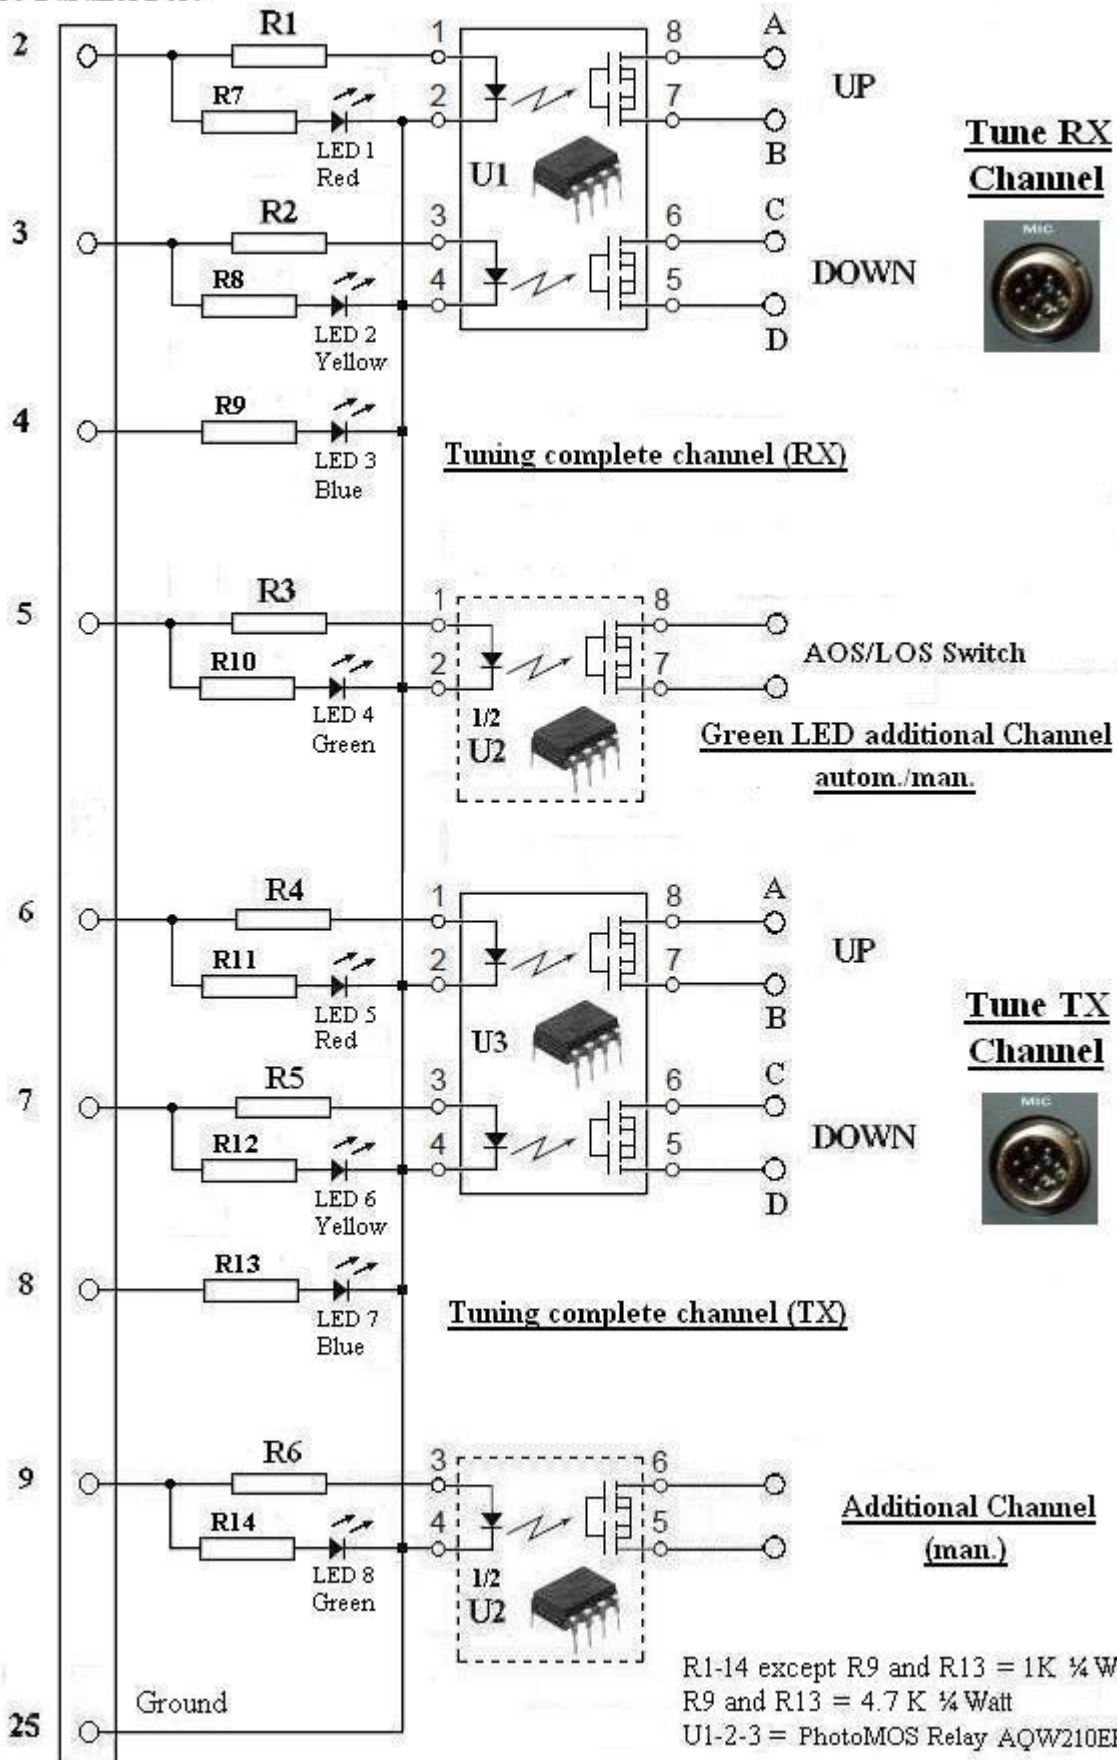 2
R1
1
8
A
R7
2
7
UP
LED 1
Red
U1
B
Tune RX
Channel
3
R2
3
6
C
MIC
R8
4
5
DOWN
LED 2
Yellow
D
4
R9
LED 3
Blue
Tuning complete channel (RX)
5
R3
1
8
R10
2
7
AOS/LOS Switch
LED 4
Green
1/2
U2
Green LED additional Channel
autom./man.
6
R4
1
8
A
R11
2
7
UP
LED 5
Red
U3
B
Tune TX
Channel
7
R5
3
6
C
MIC
R12
4
5
DOWN
LED 6
Yellow
D
8
R13
LED 7
Blue
Tuning complete channel (TX)
9
R6
3
6
R14
4
5
Additional Channel
(man.)
LED 8
Green
1/2
U2
R1-14 except R9 and R13 = 1K ¼ W
R9 and R13 = 4.7 K ¼ Watt
U1-2-3 = PhotoMOS Relay
Ground
25